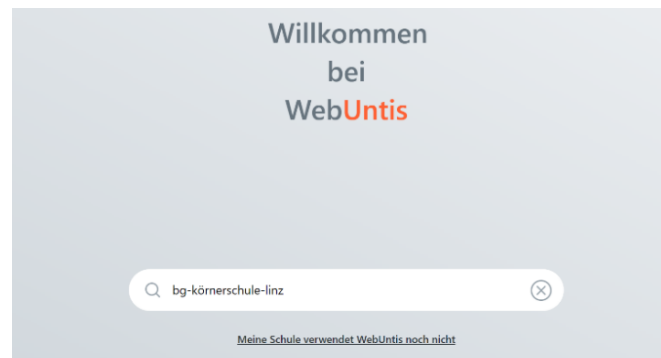 Willkommen
bei
WebUntis
bg-körnerschule-linz
Meine Schule verwendet WebUntis noch nicht